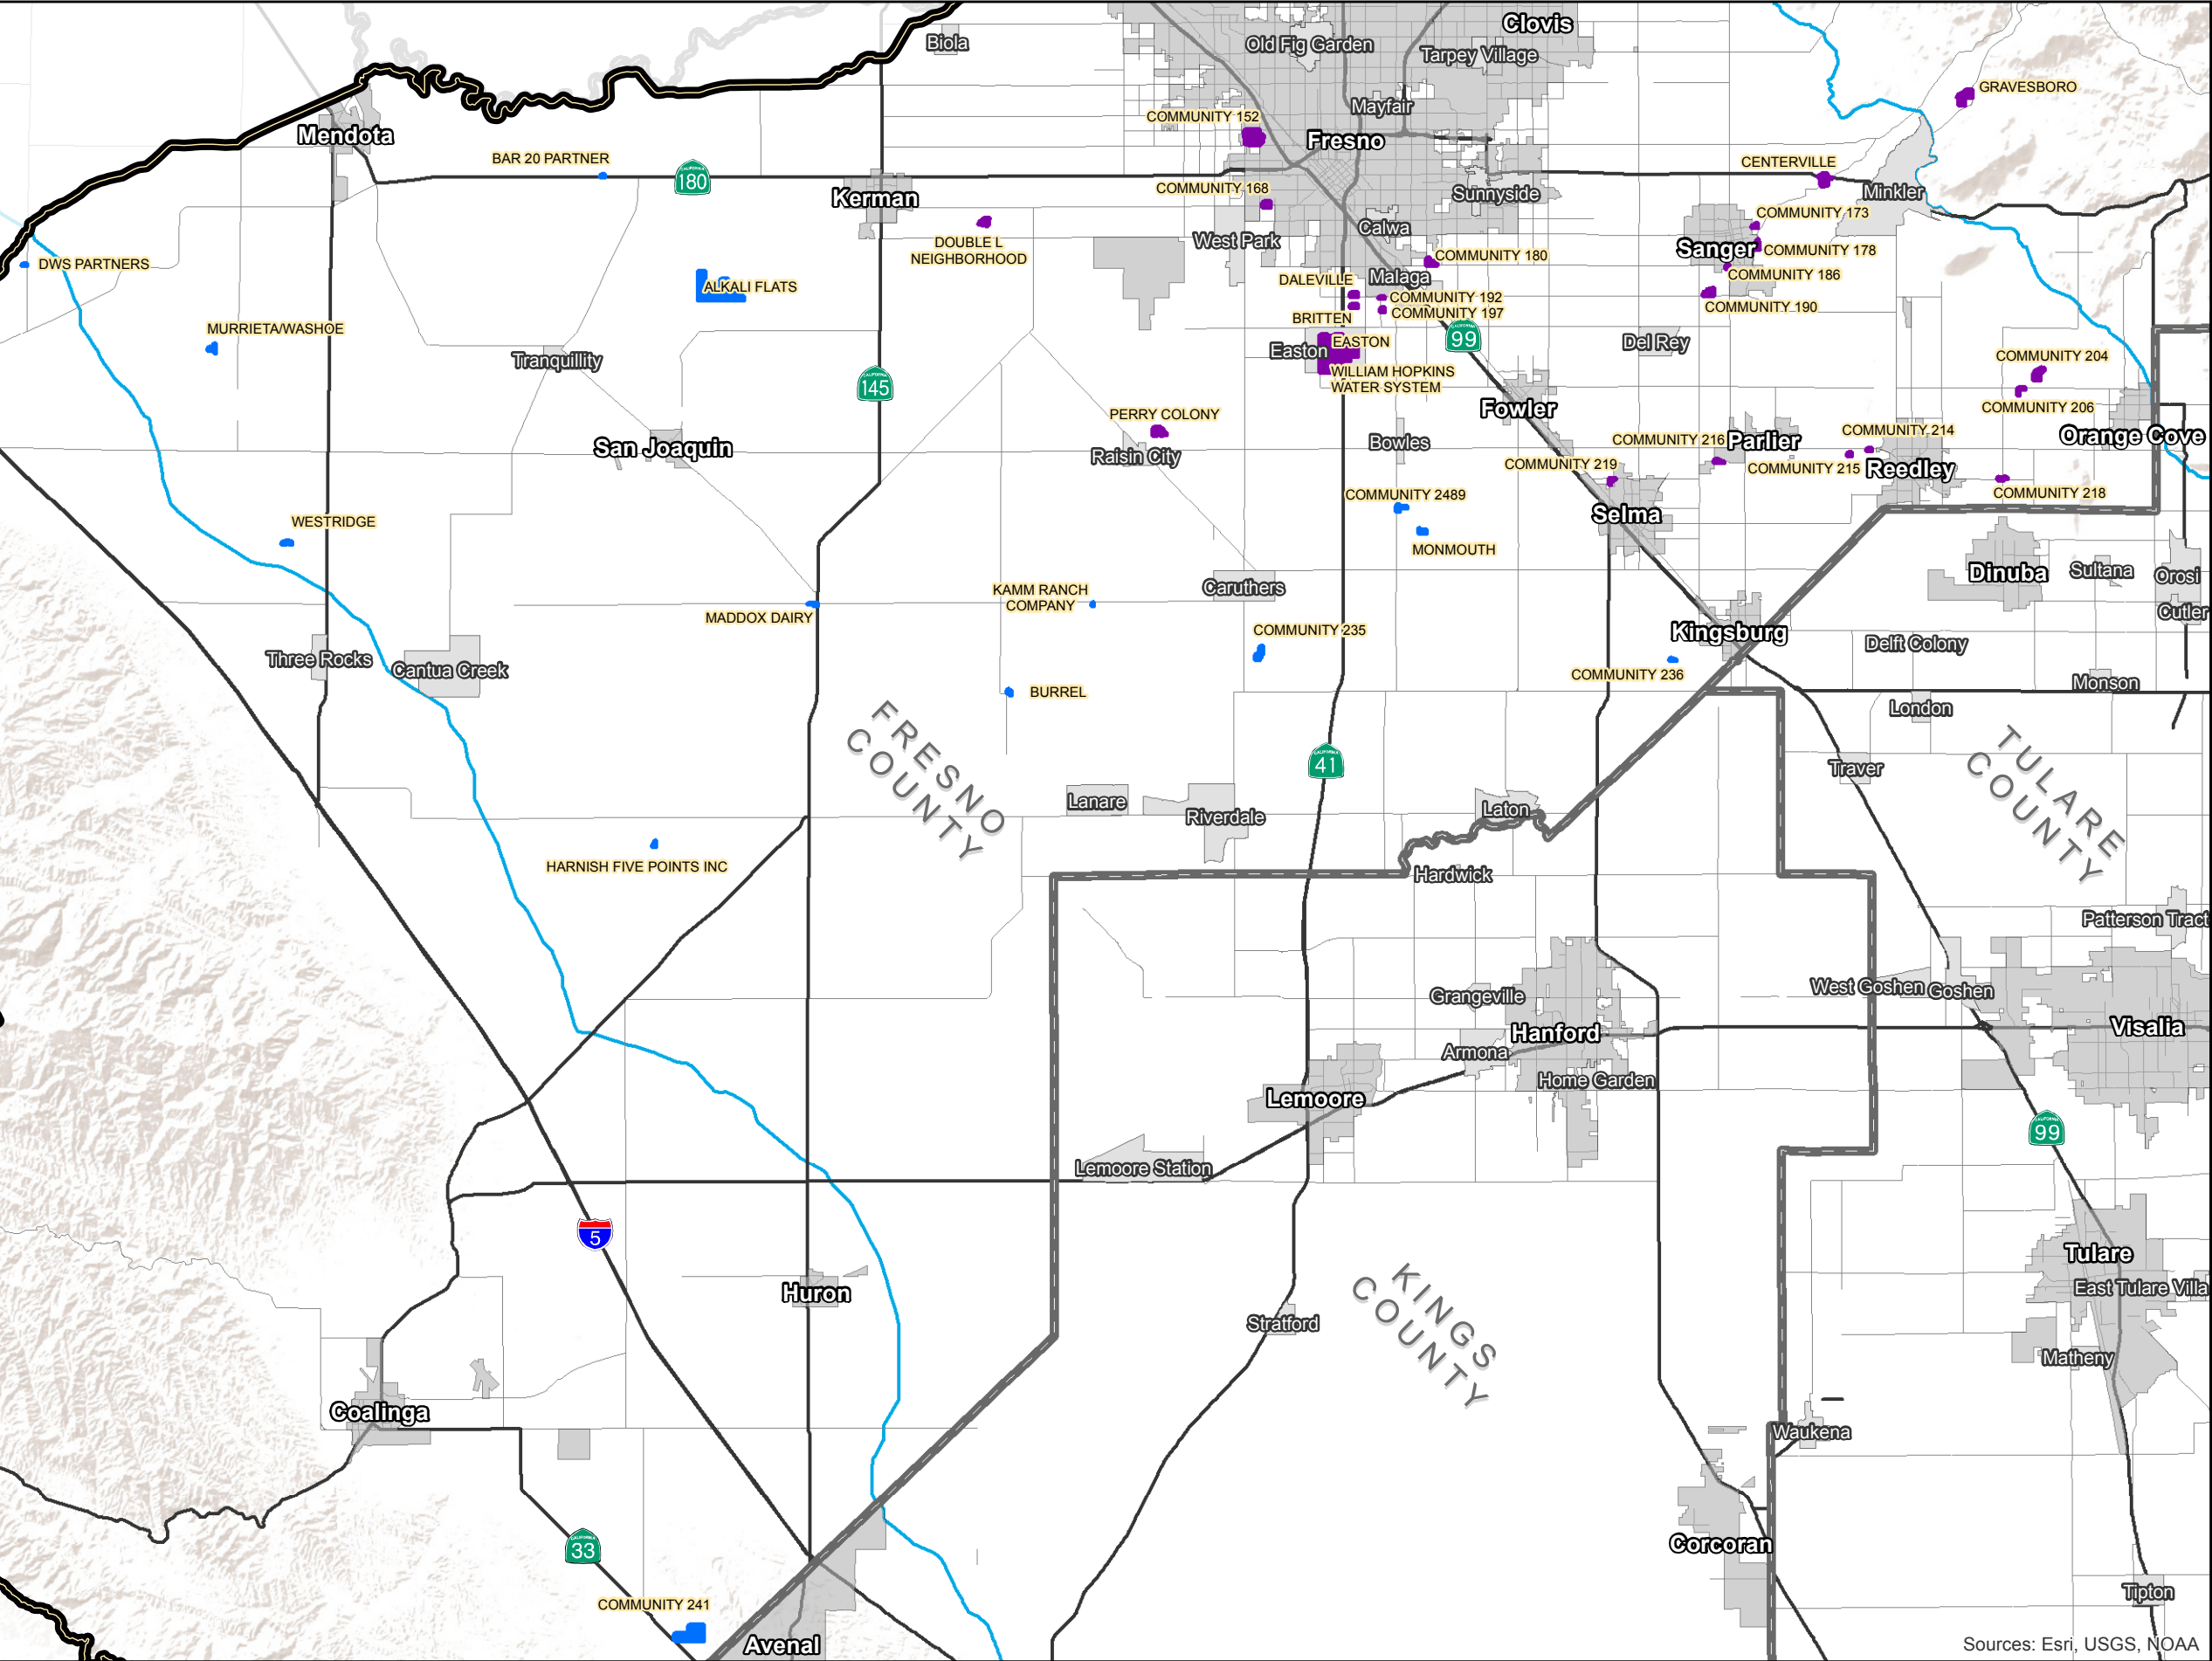 Clovis
Biola
Old Fig Garden
Tarpey Village
GRAVESBORO
Mayfair
COMMUNITY 152
Mendota
Fresno
BAR 20 PARTNER
CENTERVILLE
CALIFORNIA
180
COMMUNITY 168
Minkler
Kerman
Sunnyside
COMMUNITY 173
Calwa
West Park
DOUBLE L
NEIGHBORHOOD
Sanger
COMMUNITY 178
COMMUNITY 180
DWS PARTNERS
COMMUNITY 186
Malaga
DALEVILLE
ALKALI FLATS
COMMUNITY 192
COMMUNITY 190
COMMUNITY 197
BRITTEN
MURRIETA/WASHOE
CALIFORNIA
99
EASTON
Del Rey
Easton
COMMUNITY 204
Tranquillity
WILLIAM HOPKINS
WATER SYSTEM
CALIFORNIA
145
COMMUNITY 206
Fowler
PERRY COLONY
COMMUNITY 214
Orange Cove
COMMUNITY 216
Parlier
Bowles
San Joaquin
Raisin City
COMMUNITY 219
COMMUNITY 215
Reedley
COMMUNITY 2489
COMMUNITY 218
Selma
WESTRIDGE
MONMOUTH
Dinuba
Sultana
Orosi
Caruthers
KAMM RANCH
COMPANY
Cutler
MADDOX DAIRY
COMMUNITY 235
Kingsburg
Delft Colony
Three Rocks
Cantua Creek
COMMUNITY 236
Monson
BURREL
London
FRESNO
COUNTY
TULARE
COUNTY
CALIFORNIA
41
Traver
Lanare
Riverdale
Laton
HARNISH FIVE POINTS INC
Hardwick
Patterson Tract
West Goshen
Goshen
Grangeville
Hanford
Visalia
Armona
Home Garden
Lemoore
CALIFORNIA
99
Lemoore Station
5
Tulare
Huron
East Tulare Villa
KINGS
COUNTY
Stratford
Matheny
Coalinga
Waukena
CALIFORNIA
33
Corcoran
Tipton
COMMUNITY 241
Avenal
Sources: Esri, USGS, NOAA